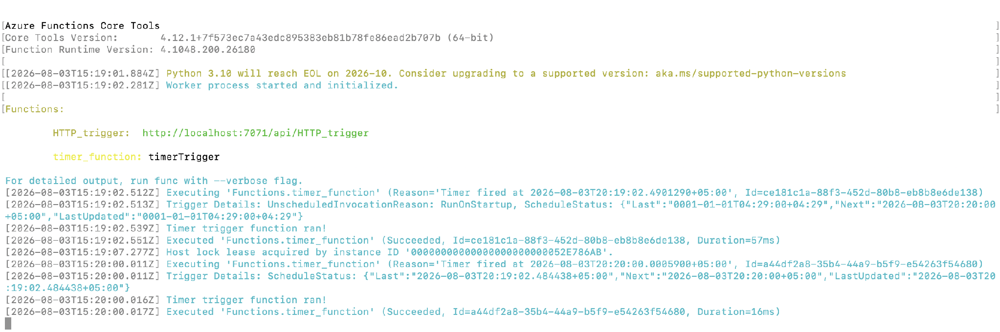 [Azure Functions Core Tools ]
[Core Tools Version:       4.12.1+7f573ec7a43edc895383eb81b78fe86ead2b707b (64-bit) ]
[Function Runtime Version: 4.1048.200.26180 ]
[ ]
[[2026-08-03T15:19:01.884Z] Python 3.10 will reach EOL on 2026-10. Consider upgrading to a supported version: aka.ms/supported-python-versions ]
[[2026-08-03T15:19:02.281Z] Worker process started and initialized. ]
[ ]
[Functions: ]
HTTP_trigger:  http://localhost:7071/api/HTTP_trigger
timer_function: timerTrigger
For detailed output, run func with --verbose flag.
[2026-08-03T15:19:02.512Z] Executing 'Functions.timer_function' (Reason='Timer fired at 2026-08-03T20:19:02.4901290+05:00', Id=ce181c1a-88f3-452d-80b8-eb8b8e6de138)
[2026-08-03T15:19:02.513Z] Trigger Details: UnscheduledInvocationReason: RunOnStartup, ScheduleStatus: {"Last":"0001-01-01T04:29:00+04:29","Next":"2026-08-03T20:20:00
+05:00","LastUpdated":"0001-01-01T04:29:00+04:29"}
[2026-08-03T15:19:02.539Z] Timer trigger function ran!
[2026-08-03T15:19:02.551Z] Executed 'Functions.timer_function' (Succeeded, Id=ce181c1a-88f3-452d-80b8-eb8b8e6de138, Duration=57ms)
[2026-08-03T15:19:07.277Z] Host lock lease acquired by instance ID '00000000000000000000000052E786AB'.
[2026-08-03T15:20:00.011Z] Executing 'Functions.timer_function' (Reason='Timer fired at 2026-08-03T20:20:00.0005900+05:00', Id=a44df2a8-35b4-44a9-b5f9-e54263f54680)
[2026-08-03T15:20:00.011Z] Trigger Details: ScheduleStatus: {"Last":"2026-08-03T20:19:02.484438+05:00","Next":"2026-08-03T20:20:00+05:00","LastUpdated":"2026-08-03T20
:19:02.484438+05:00"}
[2026-08-03T15:20:00.016Z] Timer trigger function ran!
[2026-08-03T15:20:00.017Z] Executed 'Functions.timer_function' (Succeeded, Id=a44df2a8-35b4-44a9-b5f9-e54263f54680, Duration=16ms)